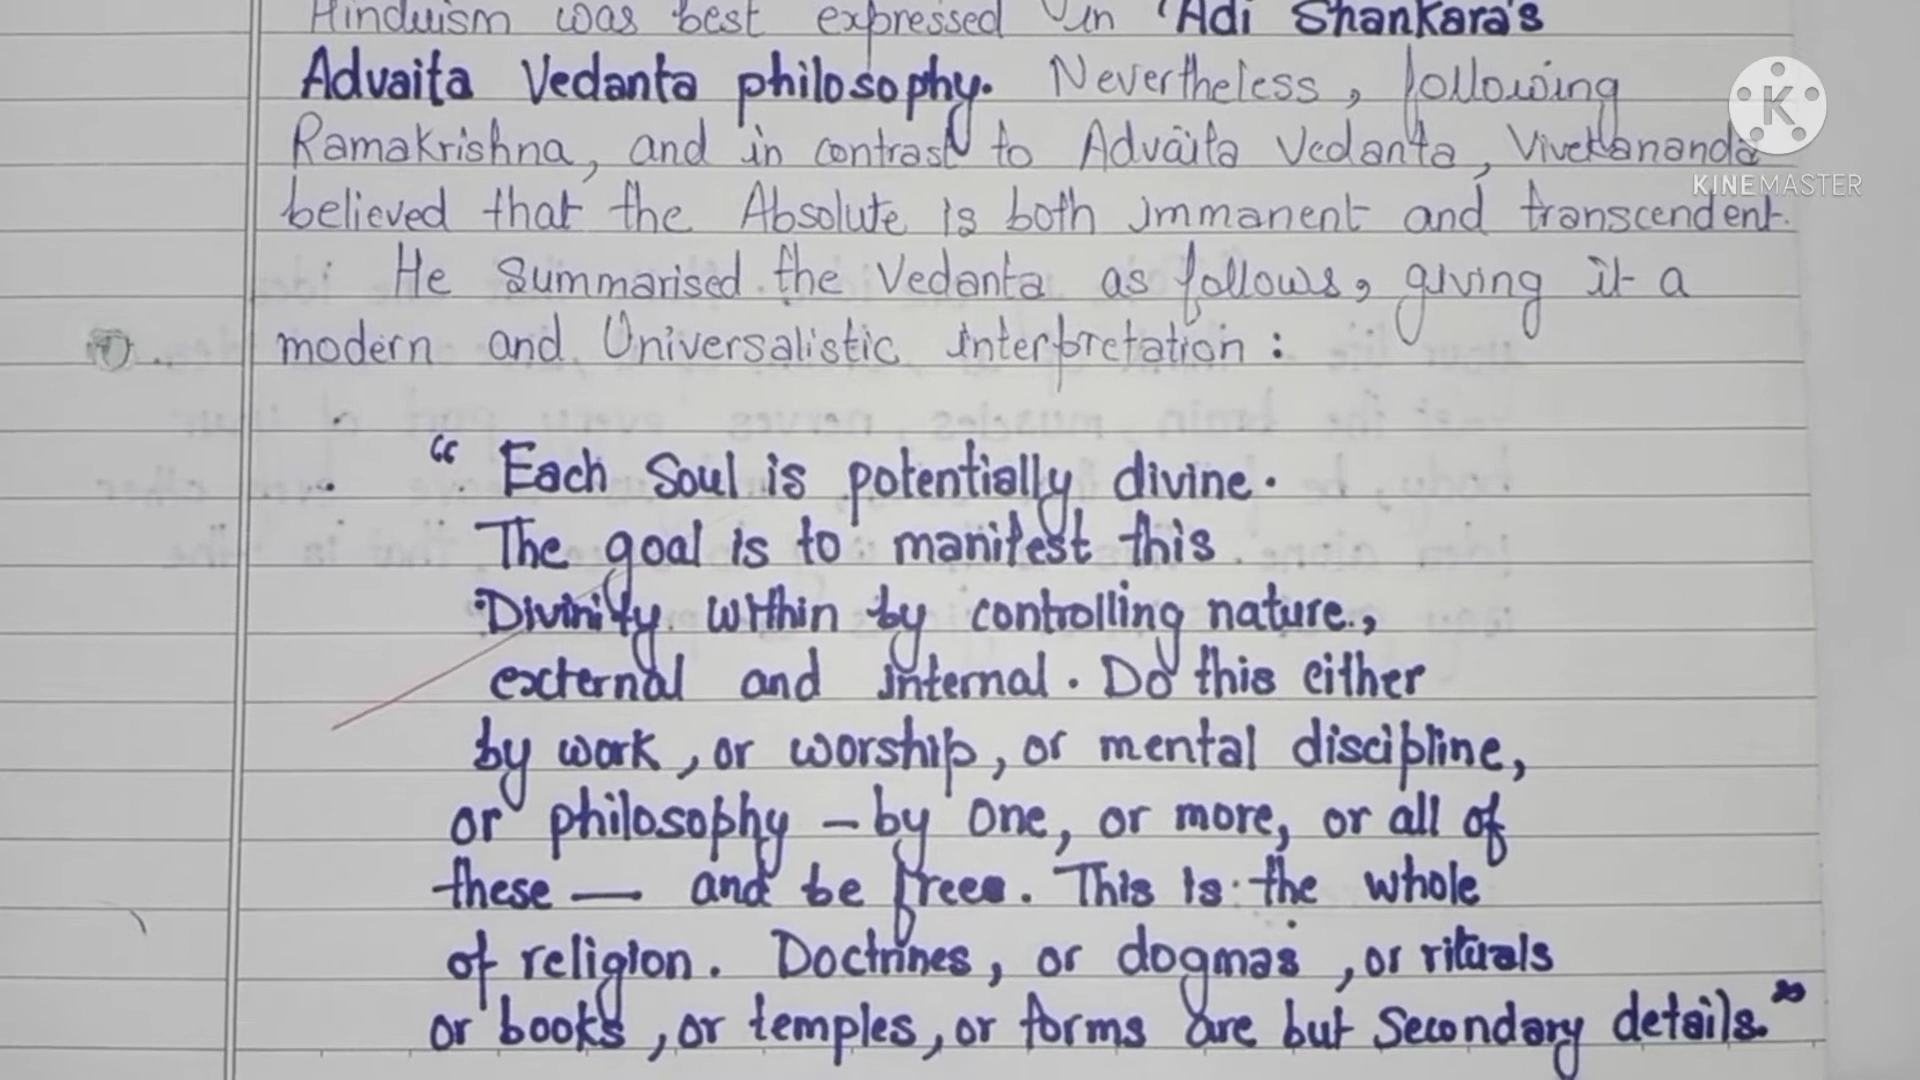 Hinduism was best expressed in 'Adi Shankara's
Advaita Vedanta philosophy. Nevertheless, following
Ramakrishna, and in contrast to Advaita Vedanta, Vivekananda
believed that the Absolute is both immanent and transcendent.
He Summarised the Vedanta as follows, giving it a
modern and Universalistic interpretation :
“ Each Soul is potentially divine.
The goal is to manifest this
Divinity within by controlling nature,
external and internal. Do this either
by work, or worship, or mental discipline,
or philosophy – by one, or more, or all of
these — and be free. This is the whole
of religion. Doctrines, or dogmas, or rituals
or books, or temples, or forms are but Secondary details.”
KINEMASTER